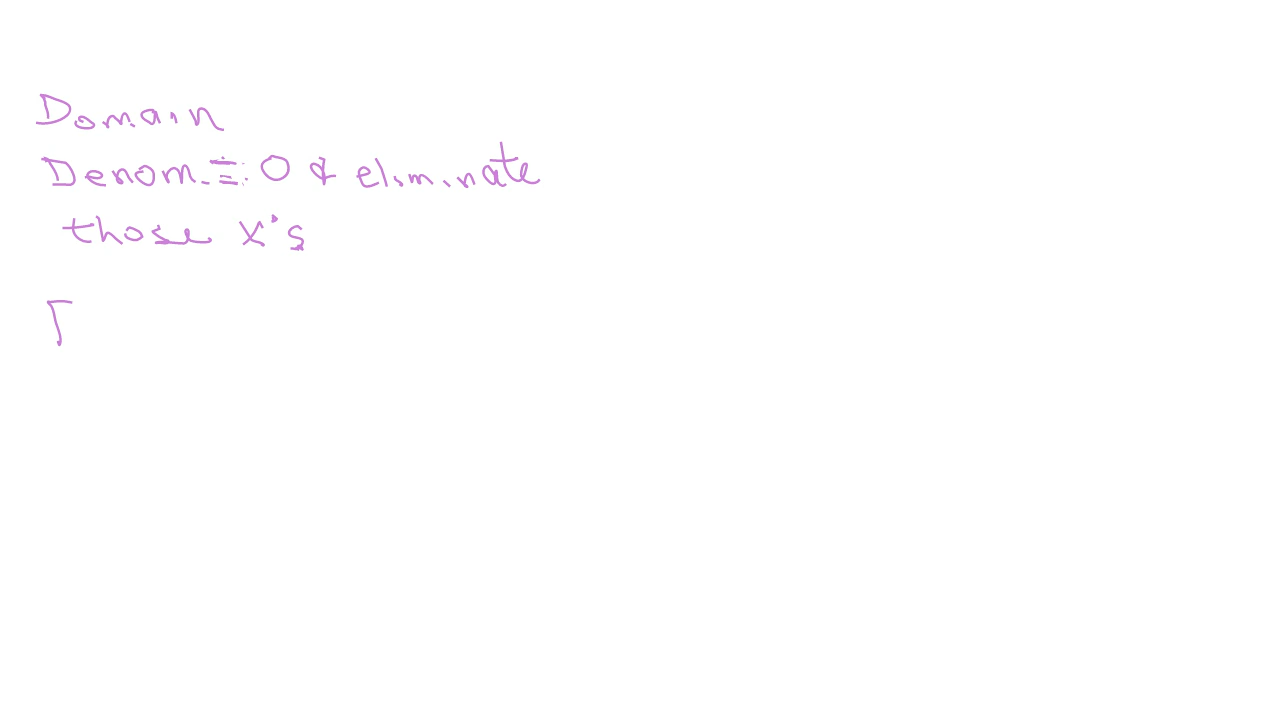 Domain
Denom. = 0 & eliminate
those x's